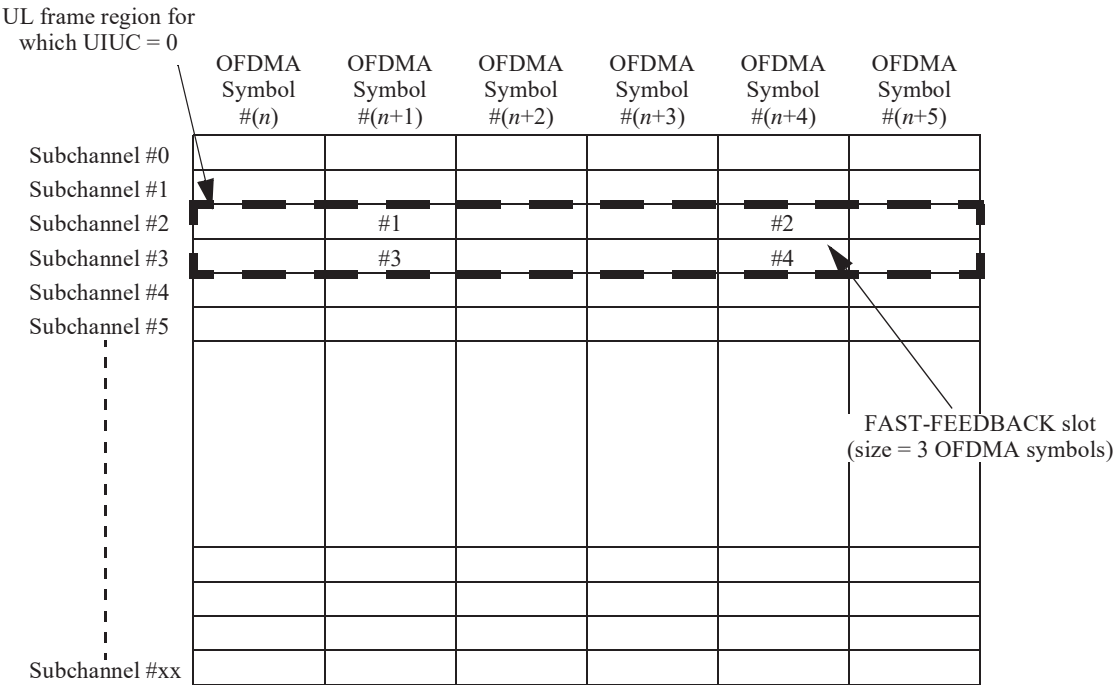 UL frame region for
which UIUC = 0
OFDMA
Symbol
#(n)
OFDMA
Symbol
#(n+1)
OFDMA
Symbol
#(n+2)
OFDMA
Symbol
#(n+3)
OFDMA
Symbol
#(n+4)
OFDMA
Symbol
#(n+5)
Subchannel #0
Subchannel #1
Subchannel #2
#1
#2
Subchannel #3
#3
#4
Subchannel #4
Subchannel #5
FAST-FEEDBACK slot
(size = 3 OFDMA symbols)
Subchannel #xx